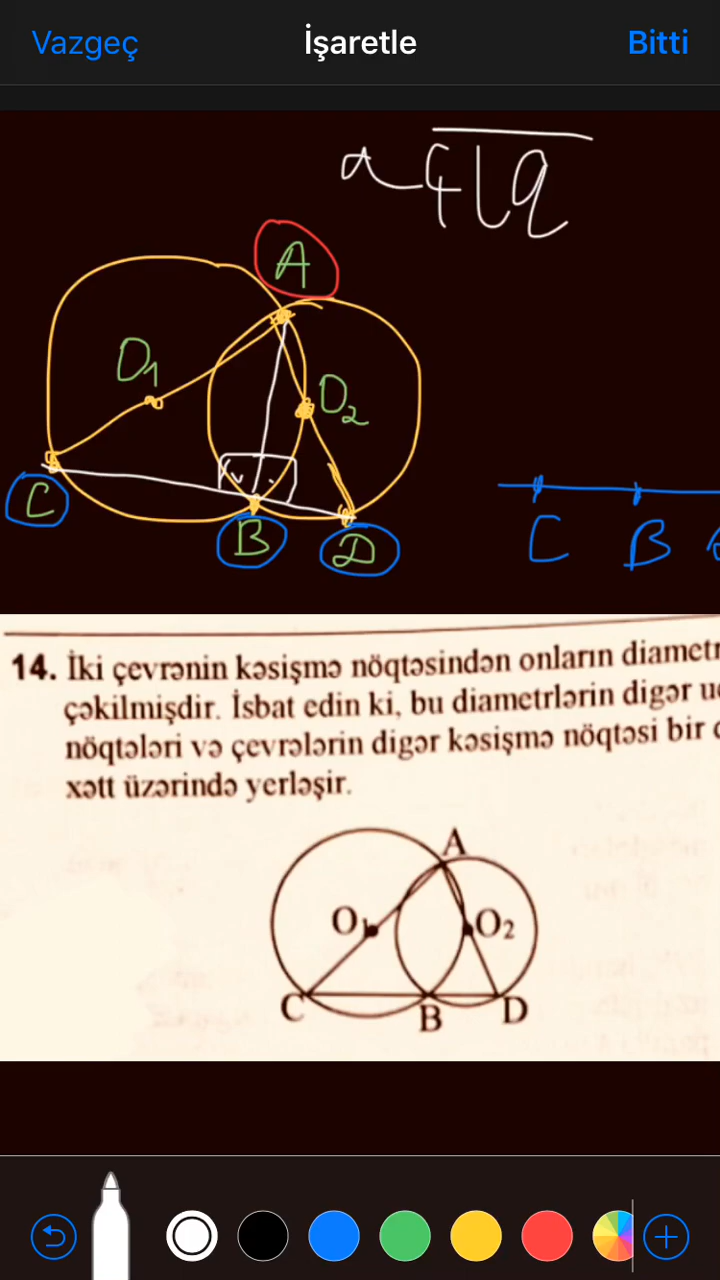 Vazgeç İşaretle Bitti
A
O₁
O₂
C
B
D
C B
14. İki çevrənin kəsişmə nöqtəsindən onların diametr
çəkilmişdir. İsbat edin ki, bu diametrlərin digər u
nöqtələri və çevrələrin digər kəsişmə nöqtəsi bir
xətt üzərində yerləşir.
A
O₁ O₂
C B D